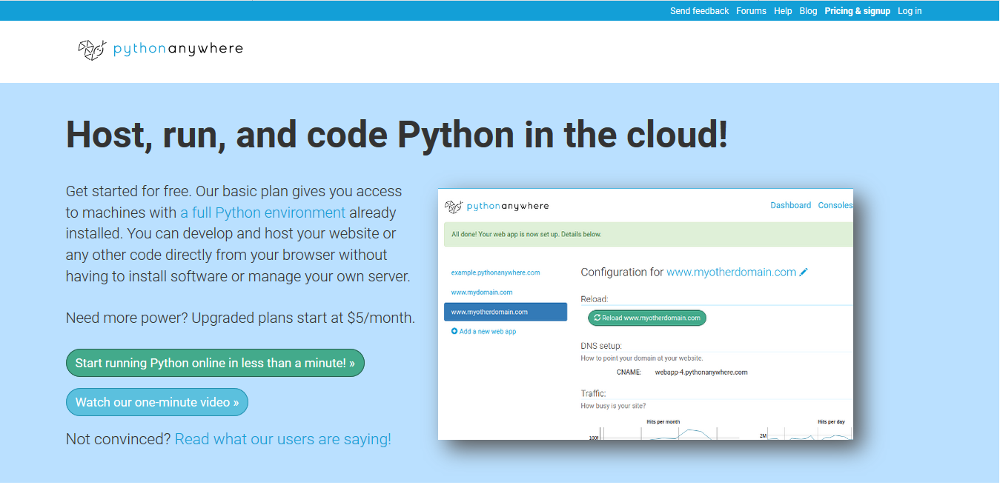 Send feedback Forums Help Blog Pricing & signup Log in
pythonanywhere
Host, run, and code Python in the cloud!
Get started for free. Our basic plan gives you access
to machines with a full Python environment already
installed. You can develop and host your website or
any other code directly from your browser without
having to install software or manage your own server.
Need more power? Upgraded plans start at $5/month.
Start running Python online in less than a minute! »
Watch our one-minute video »
Not convinced? Read what our users are saying!
pythonanywhere
Dashboard Consoles
All done! Your web app is now set up. Details below.
example.pythonanywhere.com
www.mydomain.com
www.myotherdomain.com
Add a new web app
Configuration for www.myotherdomain.com
Reload:
Reload www.myotherdomain.com
DNS setup:
How to point your domain at your website.
CNAME: webapp-4.pythonanywhere.com
Traffic:
How busy is your site?
Hits per month Hits per day
2M